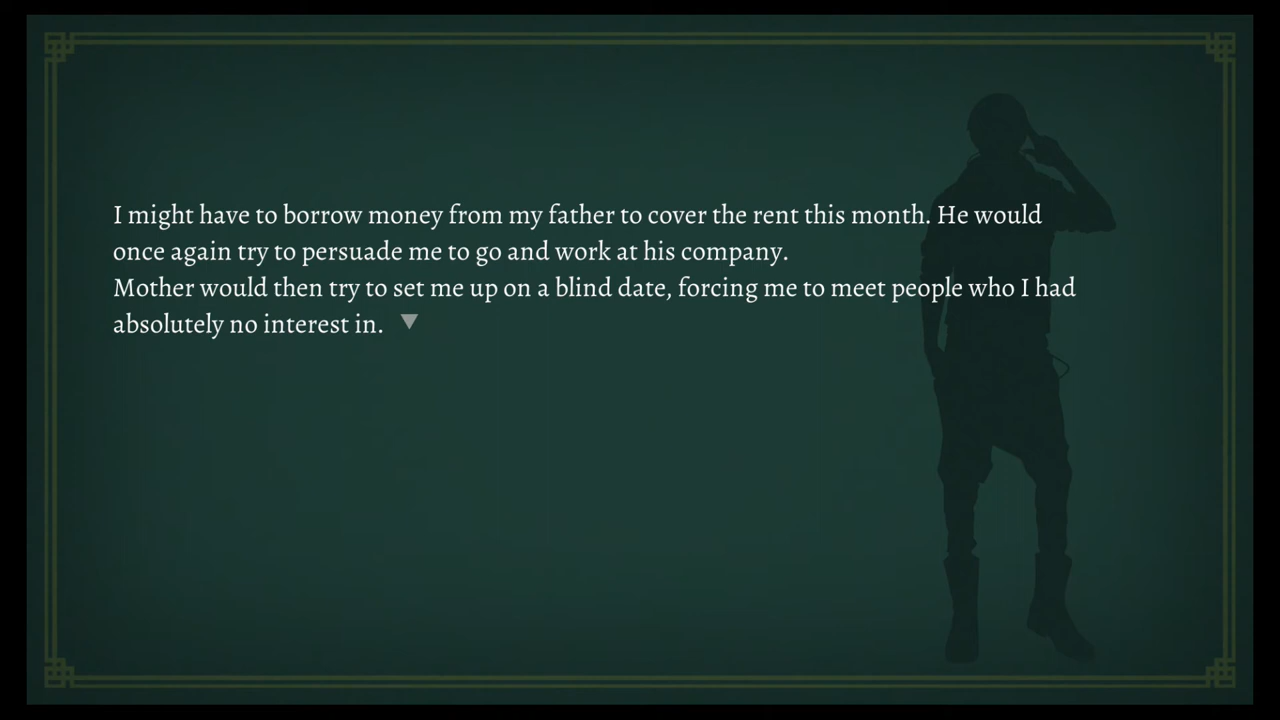 I might have to borrow money from my father to cover the rent this month. He would
once again try to persuade me to go and work at his company.
Mother would then try to set me up on a blind date, forcing me to meet people who I had
absolutely no interest in.